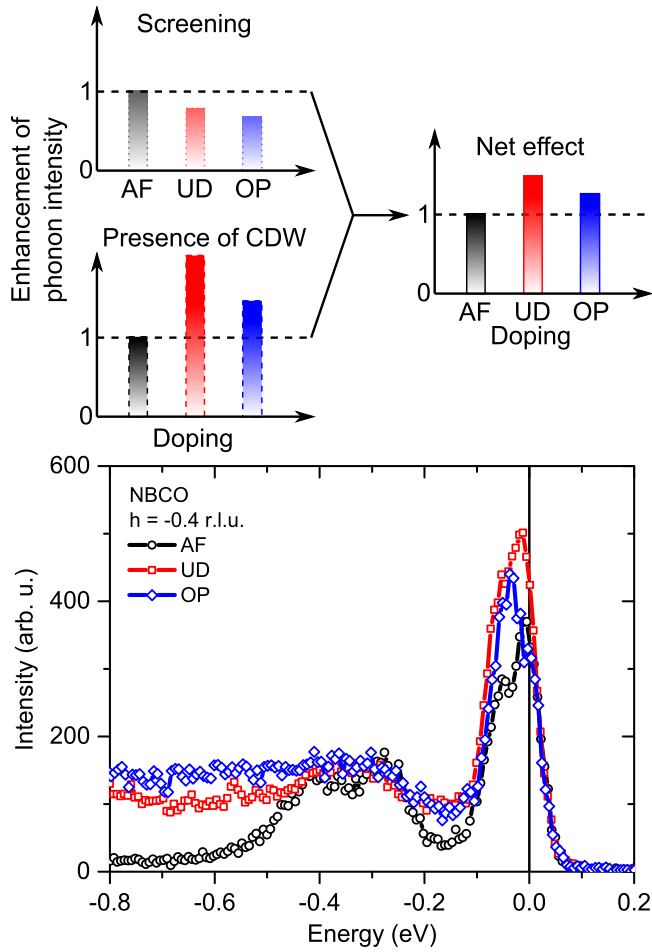 Screening
Enhancement of
phonon intensity
1
0
AF UD OP
Presence of CDW
1
0
Doping
Net effect
1
0
AF UD OP
Doping
600
400
200
0
Intensity (arb. u.)
NBCO
h = -0.4 r.l.u.
AF
UD
OP
-0.8 -0.6 -0.4 -0.2 0.0 0.2
Energy (eV)